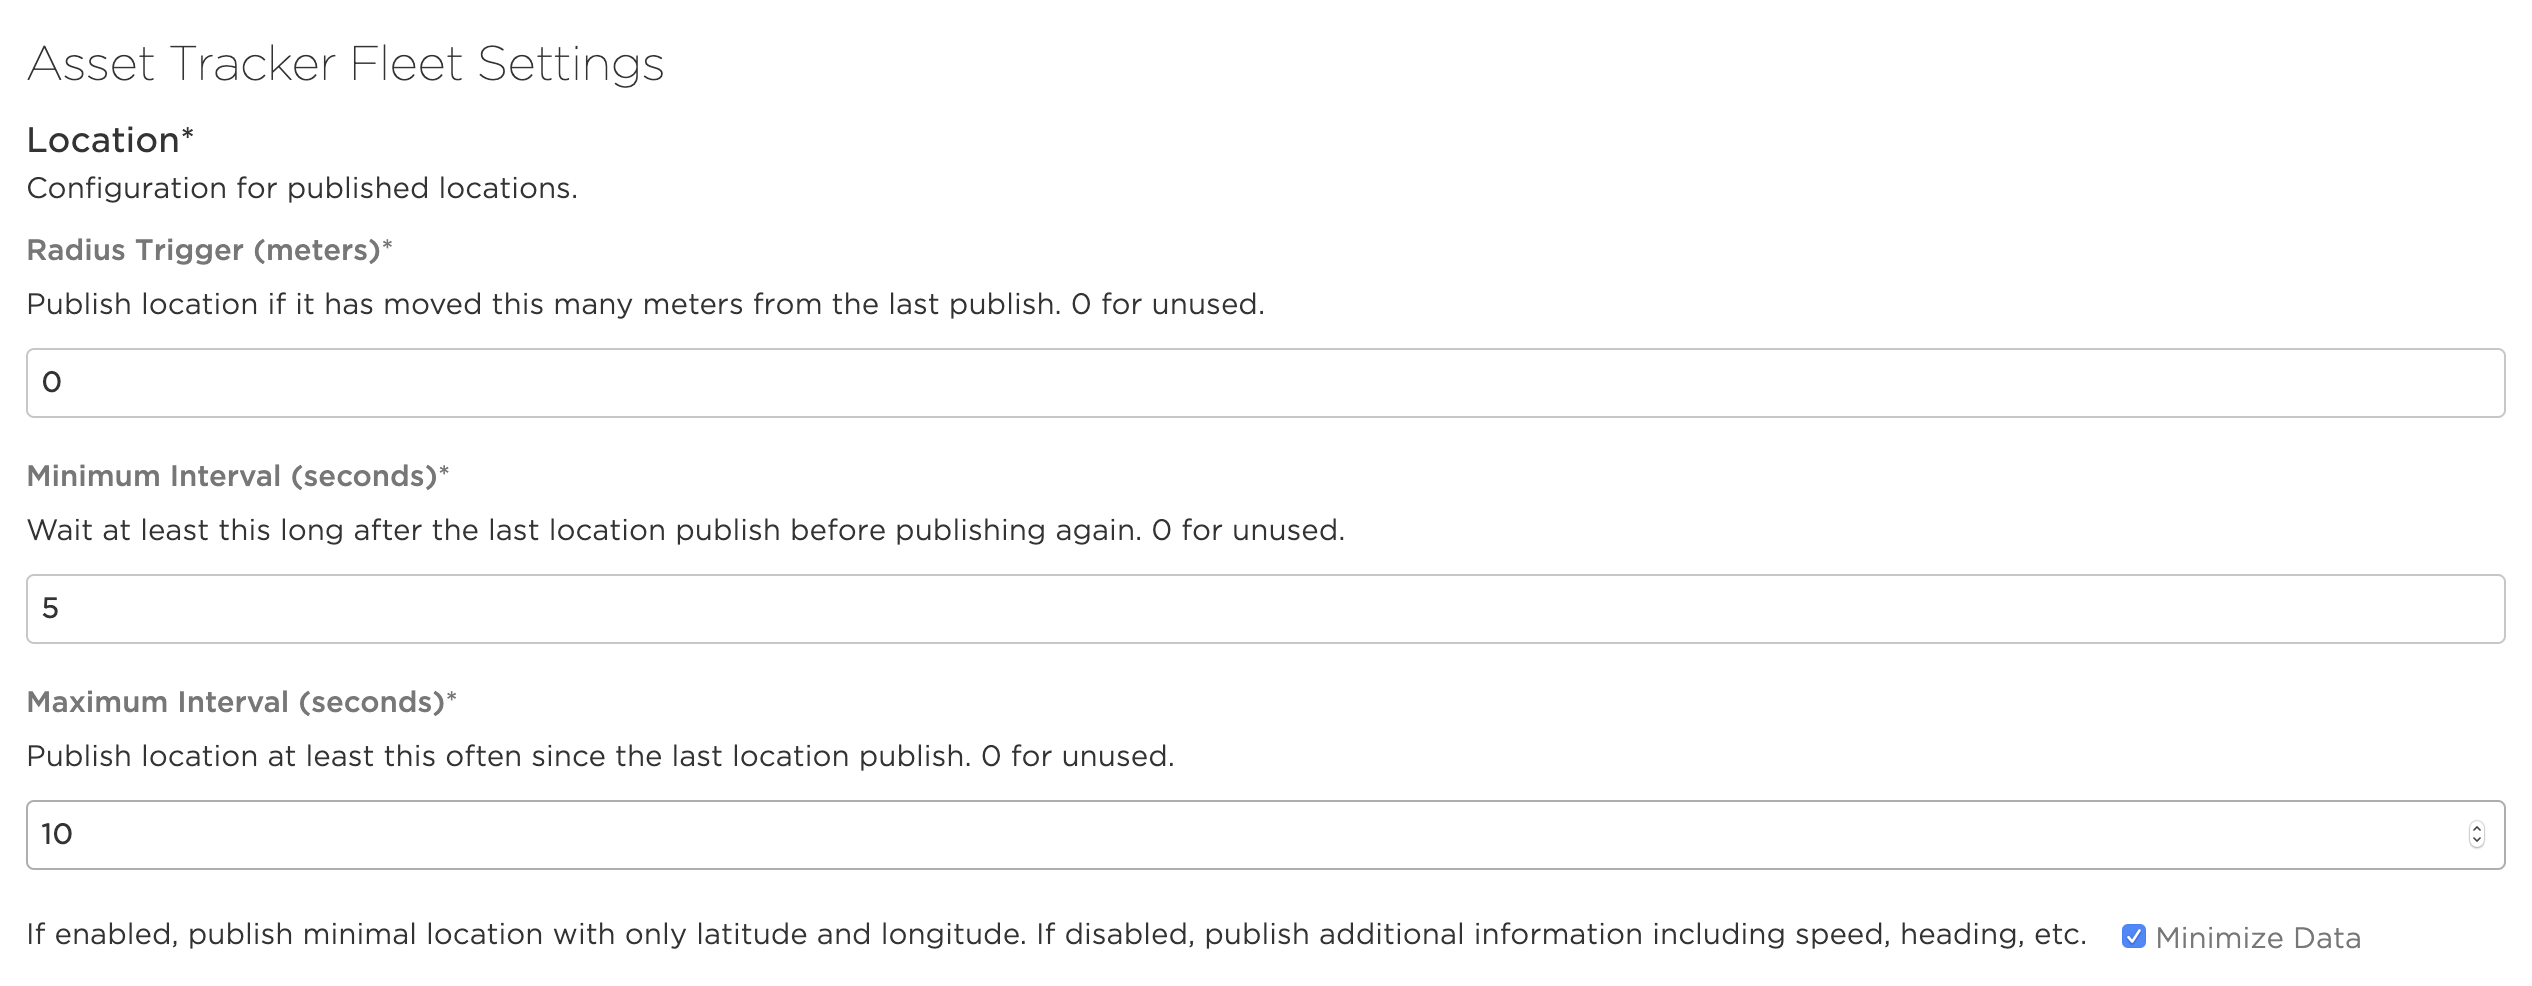 Asset Tracker Fleet Settings
Location*
Configuration for published locations.
Radius Trigger (meters)*
Publish location if it has moved this many meters from the last publish. 0 for unused.
0
Minimum Interval (seconds)*
Wait at least this long after the last location publish before publishing again. 0 for unused.
5
Maximum Interval (seconds)*
Publish location at least this often since the last location publish. 0 for unused.
10
If enabled, publish minimal location with only latitude and longitude. If disabled, publish additional information including speed, heading, etc. Minimize Data